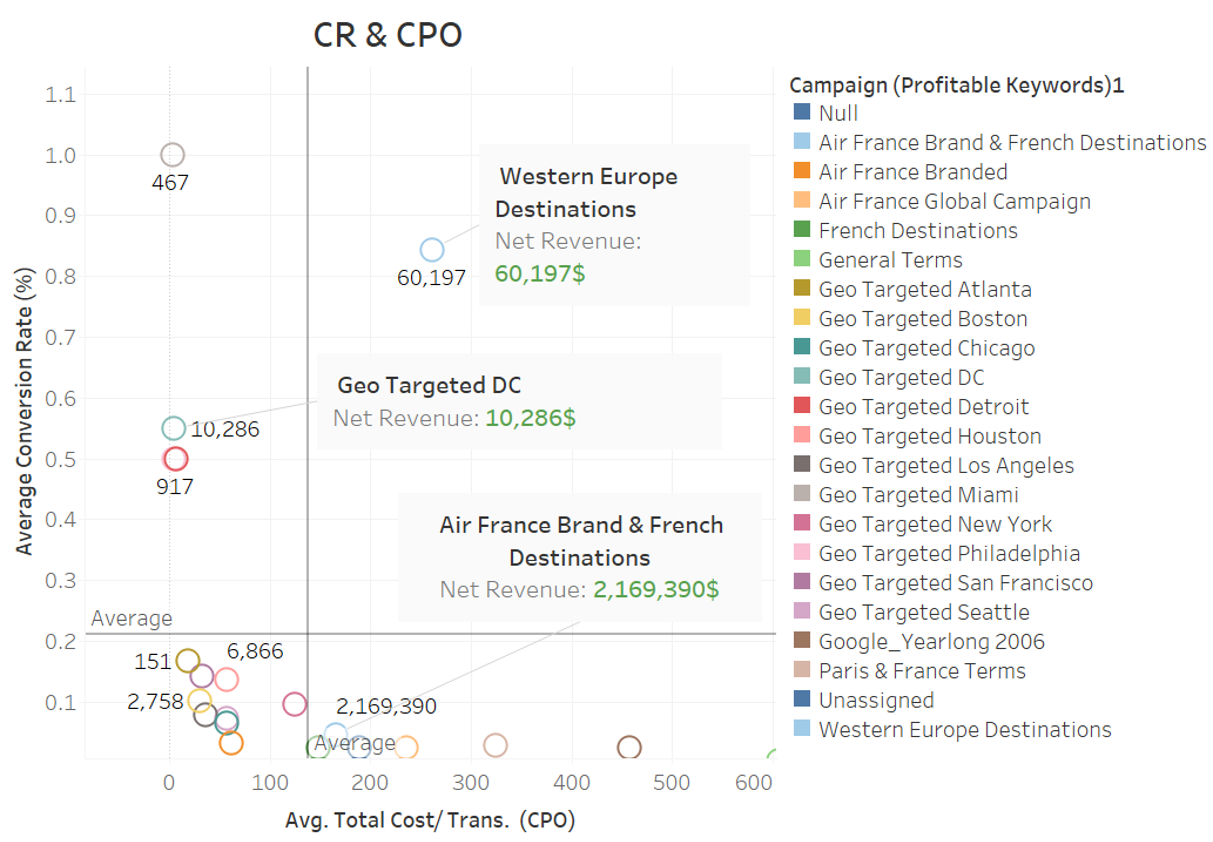 CR & CPO
Average Conversion Rate (%)
1.1
1.0
0.9
0.8
0.7
0.6
0.5
0.4
0.3
0.2
0.1
467
60,197
Western Europe
Destinations
Net Revenue:
60,197$
Geo Targeted DC
Net Revenue: 10,286$
10,286
917
Air France Brand & French
Destinations
Net Revenue: 2,169,390$
Average
151
6,866
2,758
2,169,390
Average
0
100
200
300
400
500
600
Avg. Total Cost/ Trans. (CPO)
Campaign (Profitable Keywords)1
Null
Air France Brand & French Destinations
Air France Branded
Air France Global Campaign
French Destinations
General Terms
Geo Targeted Atlanta
Geo Targeted Boston
Geo Targeted Chicago
Geo Targeted DC
Geo Targeted Detroit
Geo Targeted Houston
Geo Targeted Los Angeles
Geo Targeted Miami
Geo Targeted New York
Geo Targeted Philadelphia
Geo Targeted San Francisco
Geo Targeted Seattle
Google_Yearlong 2006
Paris & France Terms
Unassigned
Western Europe Destinations